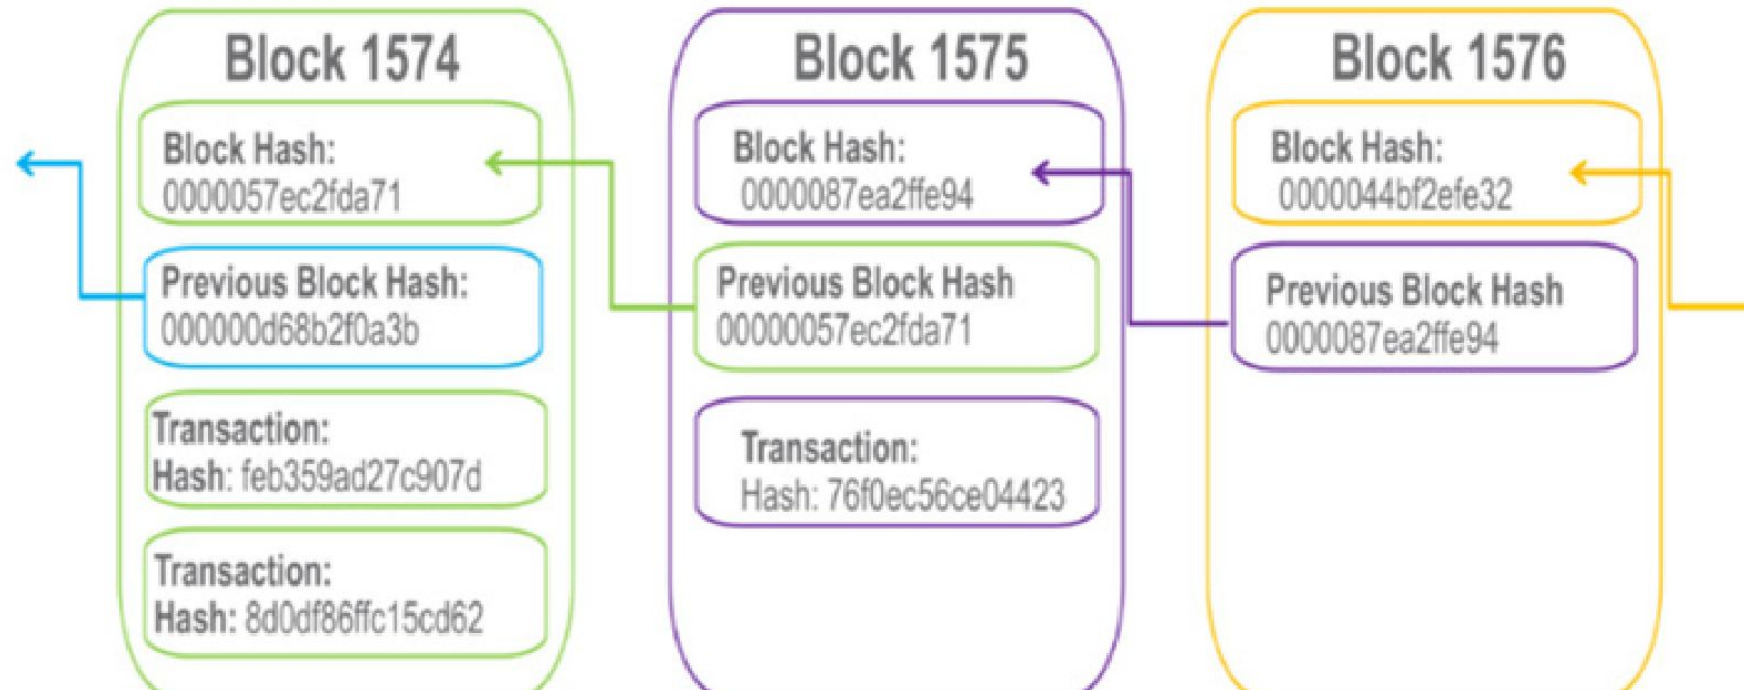 Block 1574
Block Hash:
0000057ec2fda71
Previous Block Hash:
000000d68b2f0a3b
Transaction:
Hash: feb359ad27c907d
Transaction:
Hash: 8d0df86ffc15cd62
Block 1575
Block Hash:
0000087ea2ffe94
Previous Block Hash
00000057ec2fda71
Transaction:
Hash: 76f0ec56ce04423
Block 1576
Block Hash:
0000044bf2efe32
Previous Block Hash
0000087ea2ffe94